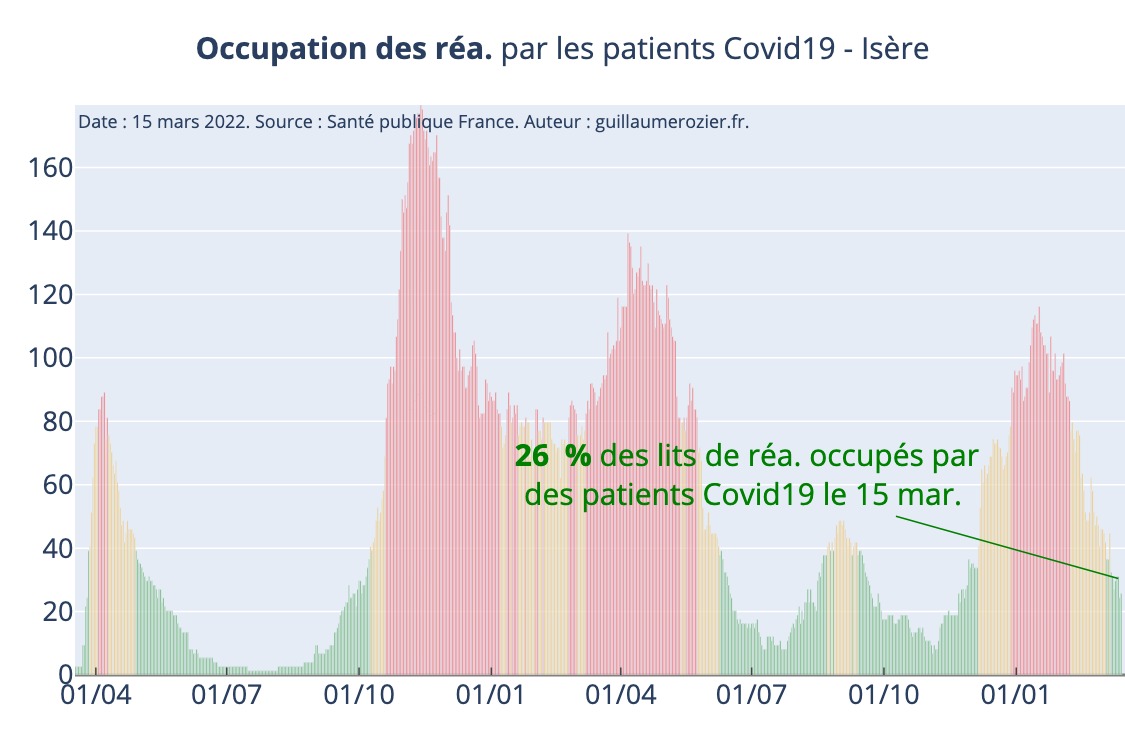 Occupation des réa. par les patients Covid19 - Isère
Date : 15 mars 2022. Source : Santé publique France. Auteur : guillaumerozier.fr.
160
140
120
100
80
26  % des lits de réa. occupés par
des patients Covid19 le 15 mar.
60
40
20
0
01/04 01/07 01/10 01/01 01/04 01/07 01/10 01/01